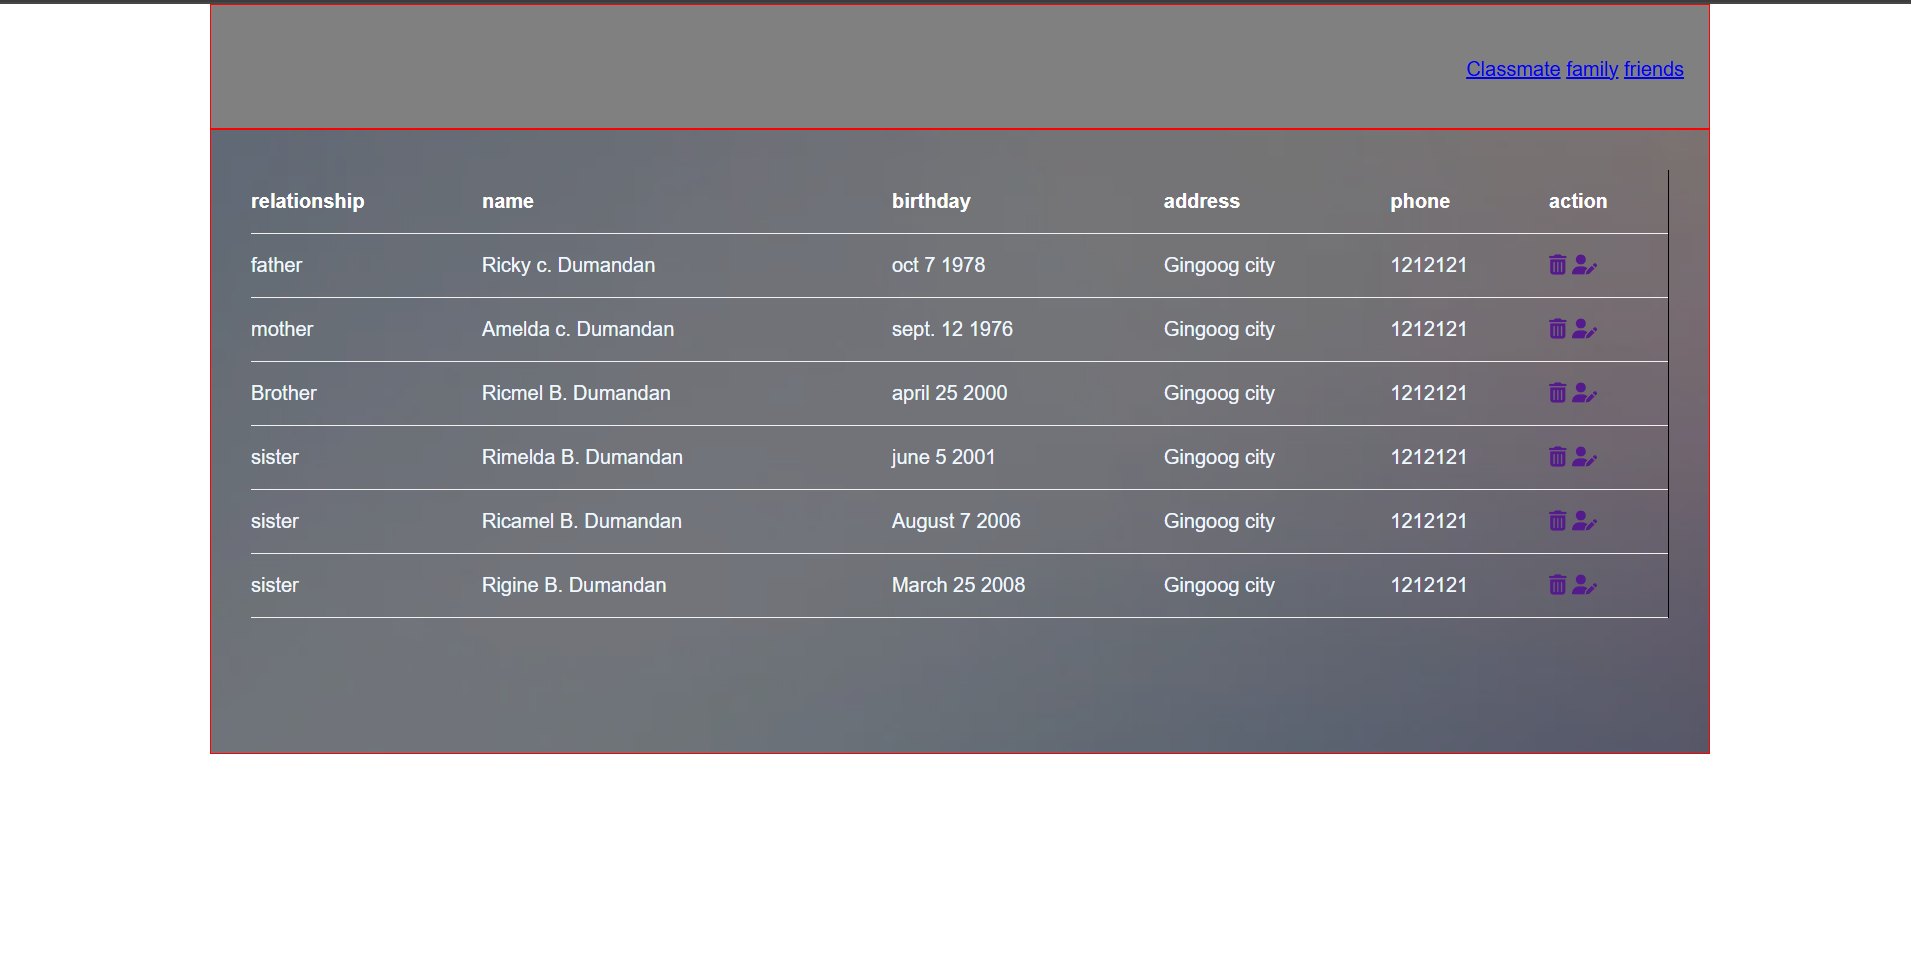 Classmate family friends
relationship name birthday address phone action
father Ricky c. Dumandan oct 7 1978 Gingoog city 1212121
mother Amelda c. Dumandan sept. 12 1976 Gingoog city 1212121
Brother Ricmel B. Dumandan april 25 2000 Gingoog city 1212121
sister Rimelda B. Dumandan june 5 2001 Gingoog city 1212121
sister Ricamel B. Dumandan August 7 2006 Gingoog city 1212121
sister Rigine B. Dumandan March 25 2008 Gingoog city 1212121